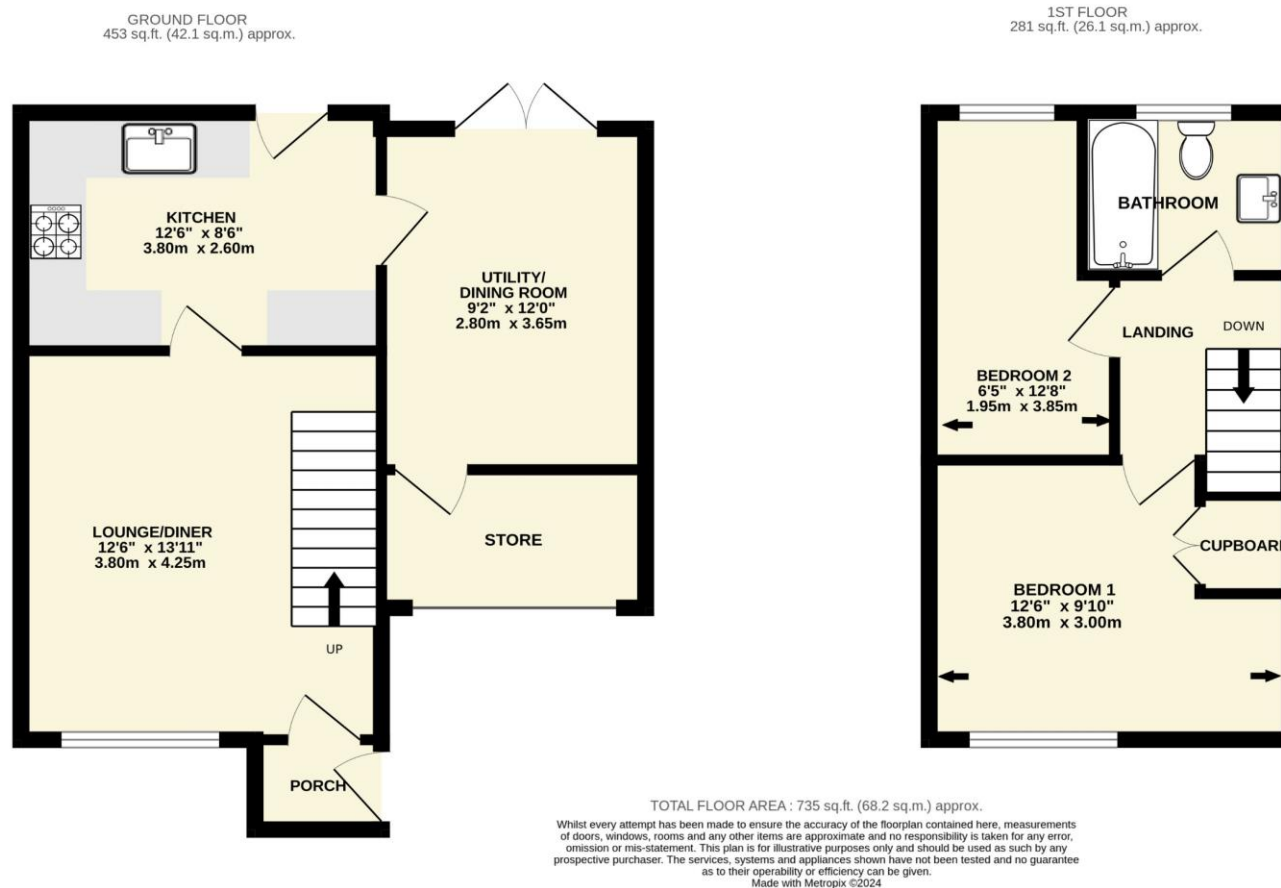 GROUND FLOOR
453 sq.ft. (42.1 sq.m.) approx.
KITCHEN
12'6" x 8'6"
3.80m x 2.60m
UTILITY/
DINING ROOM
9'2" x 12'0"
2.80m x 3.65m
LOUNGE/DINER
12'6" x 13'11"
3.80m x 4.25m
UP
STORE
PORCH
1ST FLOOR
281 sq.ft. (26.1 sq.m.) approx.
BATHROOM
LANDING
DOWN
BEDROOM 2
6'5" x 12'8"
1.95m x 3.85m
CUPBOARD
BEDROOM 1
12'6" x 9'10"
3.80m x 3.00m
TOTAL FLOOR AREA : 735 sq.ft. (68.2 sq.m.) approx.
Whilst every attempt has been made to ensure the accuracy of the floorplan contained here, measurements
of doors, windows, rooms and any other items are approximate and no responsibility is taken for any error,
omission or mis-statement. This plan is for illustrative purposes only and should be used as such by any
prospective purchaser. The services, systems and appliances shown have not been tested and no guarantee
as to their operability or efficiency can be given.
Made with Metropix ©2024